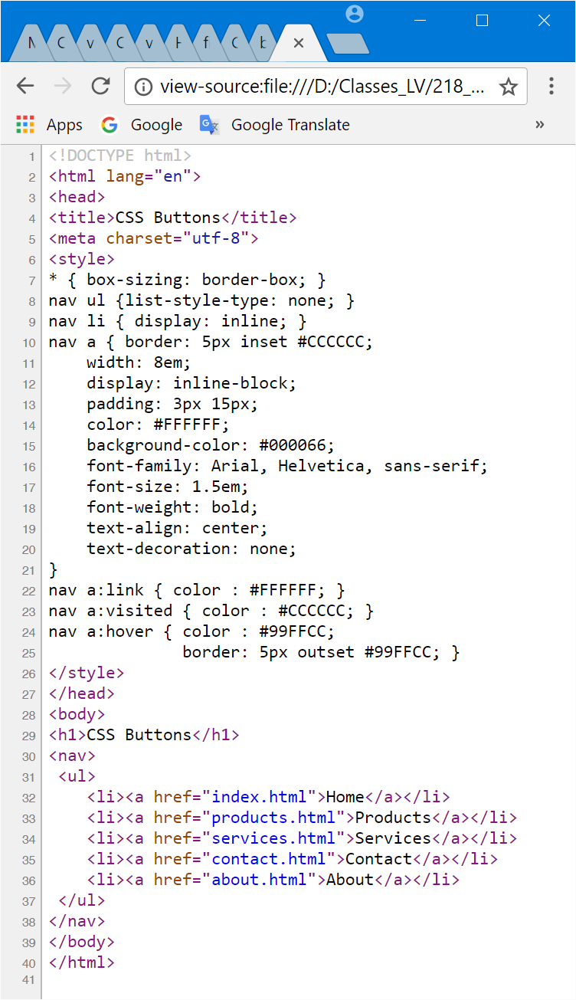 N C v C v H f C b
view-source:file:///D:/Classes_LV/218_...
Apps Google Google Translate »
1 <!DOCTYPE html>
2 <html lang="en">
3 <head>
4 <title>CSS Buttons</title>
5 <meta charset="utf-8">
6 <style>
7 * { box-sizing: border-box; }
8 nav ul {list-style-type: none; }
9 nav li { display: inline; }
10 nav a { border: 5px inset #CCCCCC;
11     width: 8em;
12     display: inline-block;
13     padding: 3px 15px;
14     color: #FFFFFF;
15     background-color: #000066;
16     font-family: Arial, Helvetica, sans-serif;
17     font-size: 1.5em;
18     font-weight: bold;
19     text-align: center;
20     text-decoration: none;
21 }
22 nav a:link { color : #FFFFFF; }
23 nav a:visited { color : #CCCCCC; }
24 nav a:hover { color : #99FFCC;
25               border: 5px outset #99FFCC; }
26 </style>
27 </head>
28 <body>
29 <h1>CSS Buttons</h1>
30 <nav>
31  <ul>
32     <li><a href="index.html">Home</a></li>
33     <li><a href="products.html">Products</a></li>
34     <li><a href="services.html">Services</a></li>
35     <li><a href="contact.html">Contact</a></li>
36     <li><a href="about.html">About</a></li>
37  </ul>
38 </nav>
39 </body>
40 </html>
41